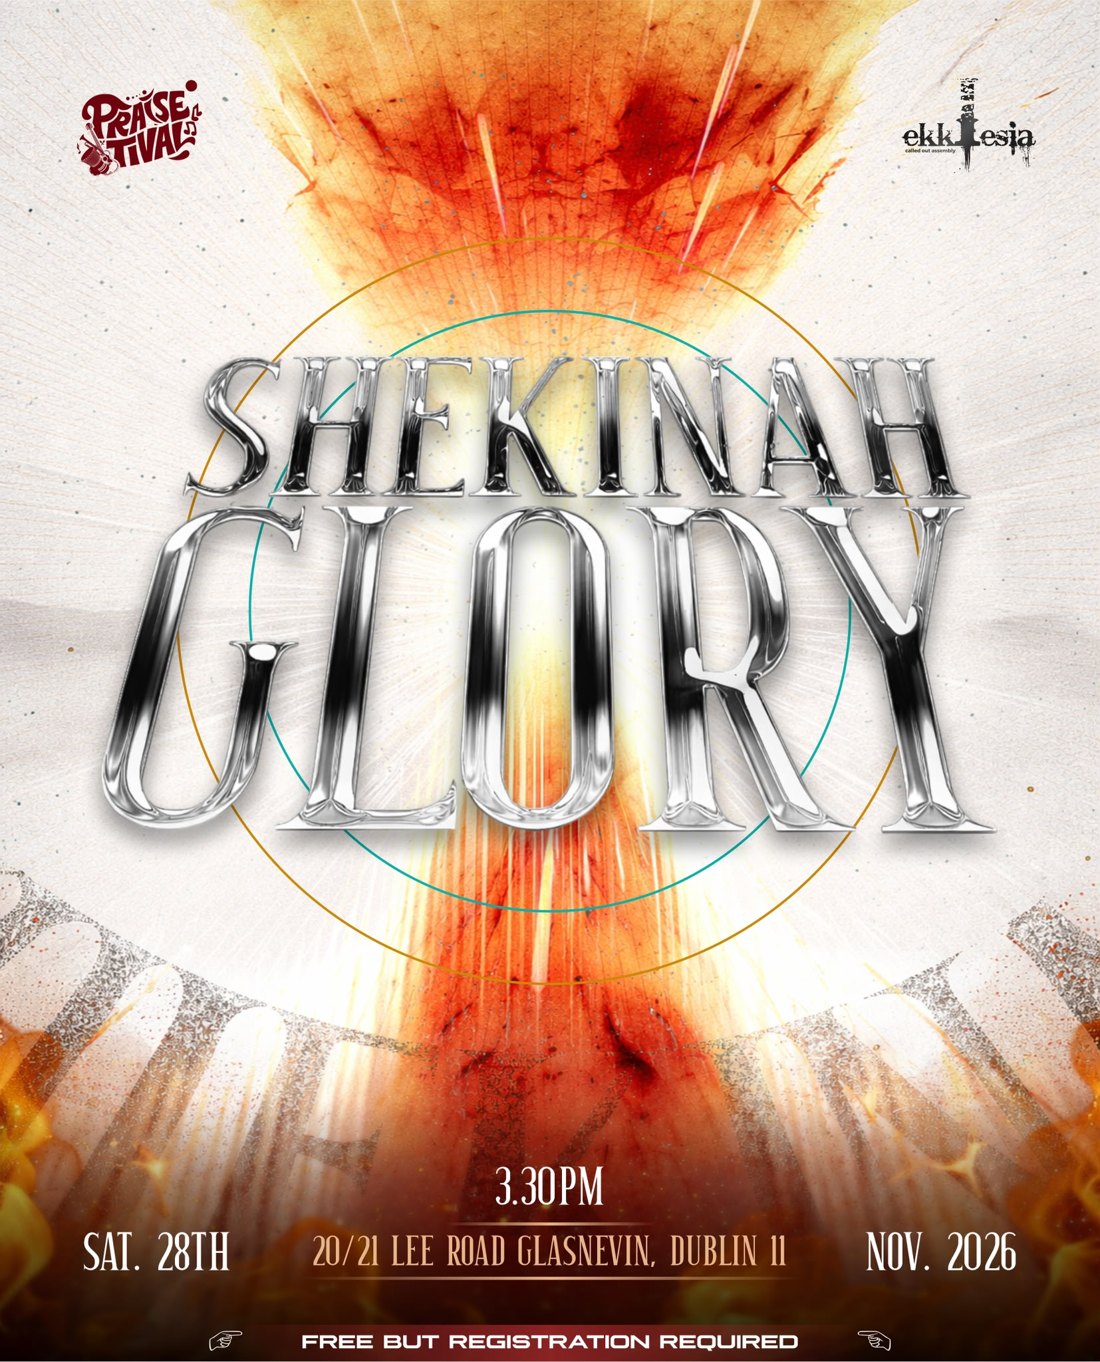 PRAISE
TIVAL
ekklesia
called out assembly
SHEKINAH
GLORY
3.30PM
SAT. 28TH
20/21 LEE ROAD GLASNEVIN, DUBLIN 11
NOV. 2026
FREE BUT REGISTRATION REQUIRED